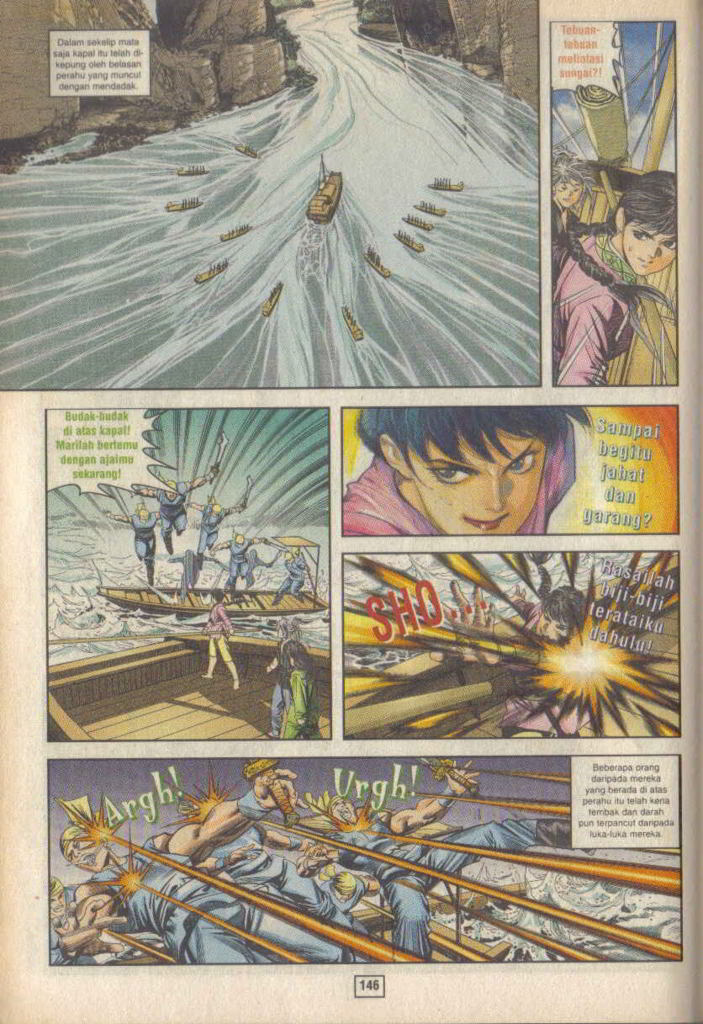 Dalam sekelip mata
saja kapal itu telah di-
kepung oleh belasan
perahu yang muncul
dengan mendadak.
Tebuan-
tebuan
melintasi
sungai?!
Budak-budak
di atas kapal!
Marilah bertemu
dengan ajalmu
sekarang!
Sampai
begitu
jahat
dan
garang?
SHO...
Rasailah
biji-biji
terataiku
dahulu!
Argh!
Urgh!
Beberapa orang
daripada mereka
yang berada di atas
perahu itu telah kena
tembak dan darah
pun terpancut daripada
luka-luka mereka.
146